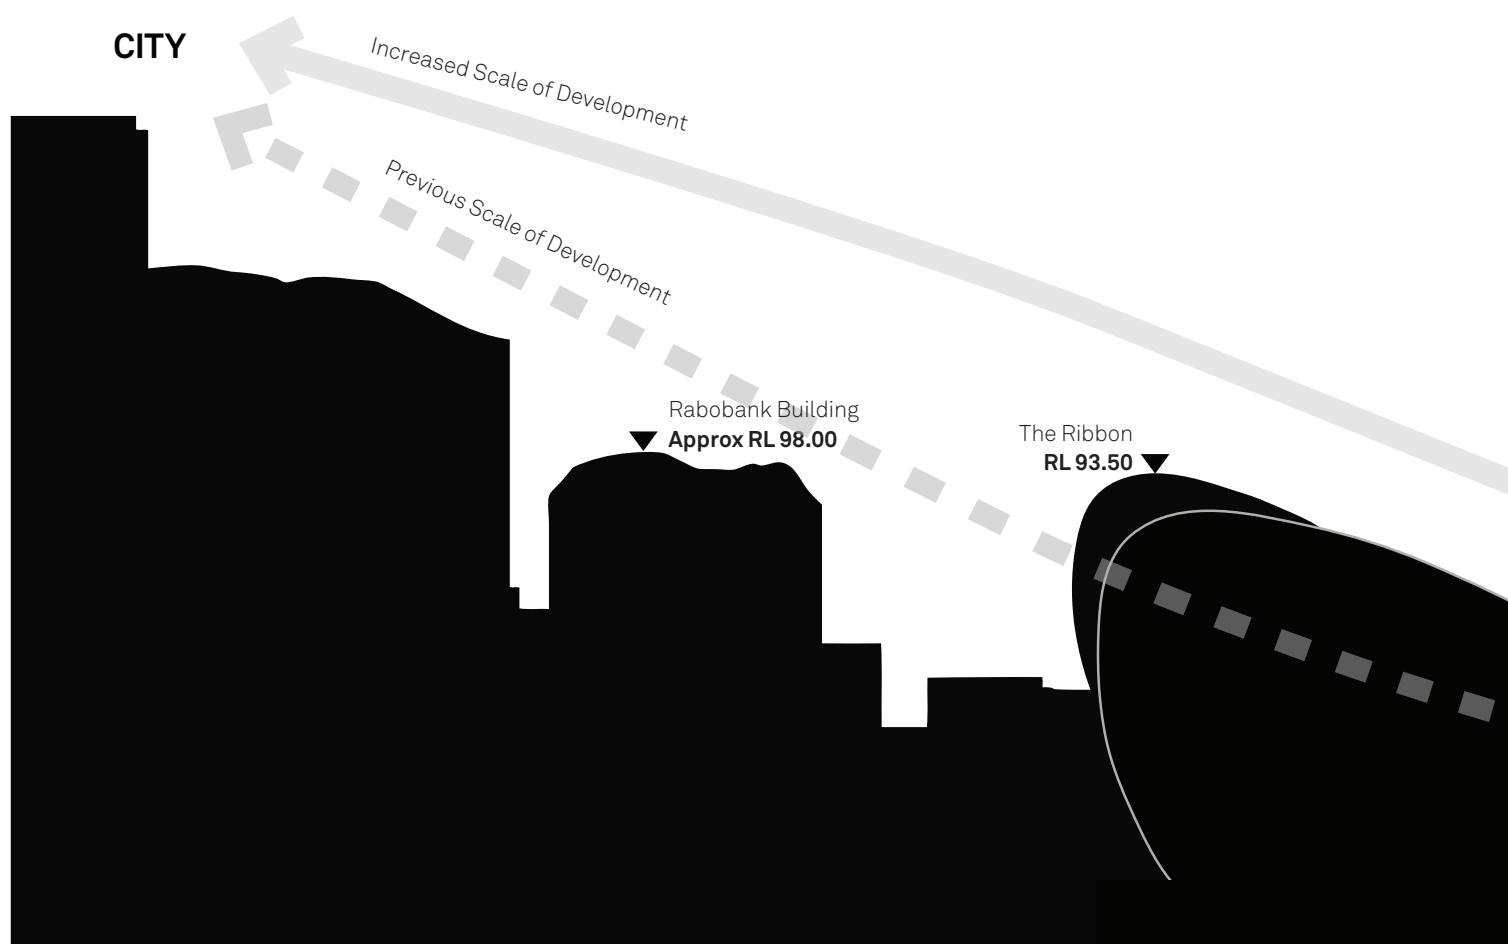 CITY
Increased Scale of Development
Previous Scale of Development
Rabobank Building
Approx RL 98.00
The Ribbon
RL 93.50